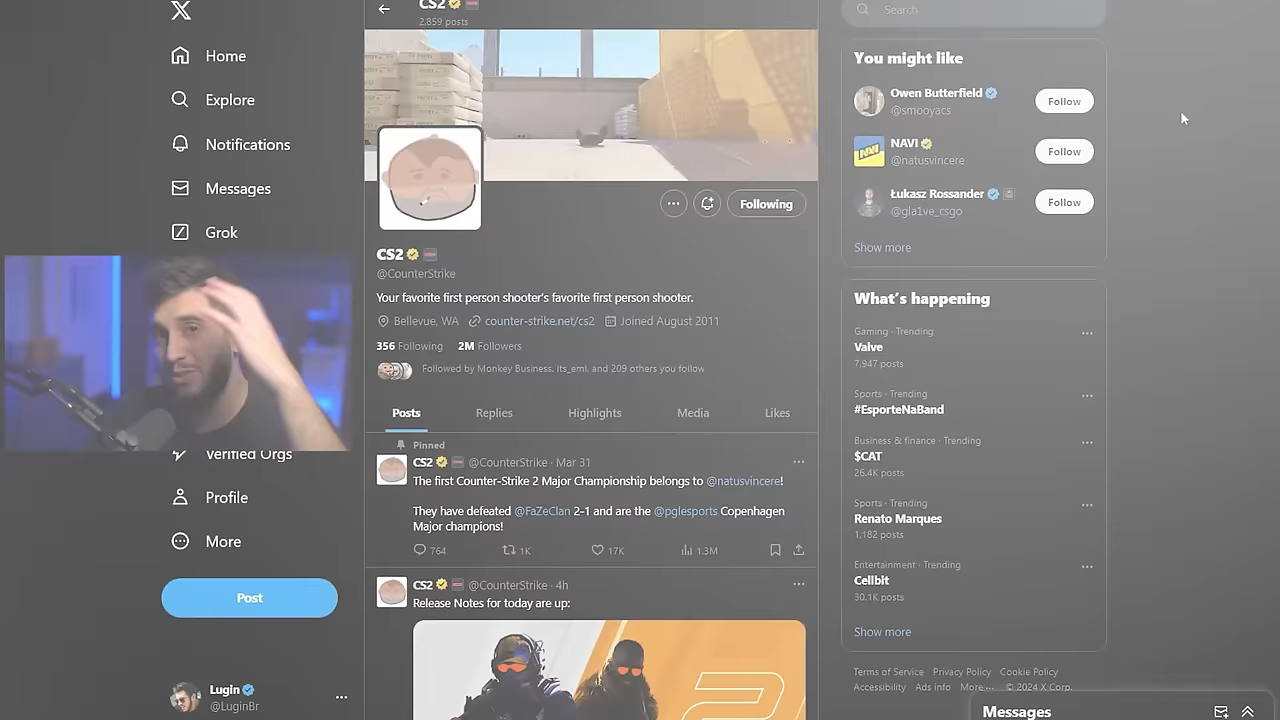 Home
Explore
Notifications
Messages
Grok
Verified Orgs
Profile
More
Post
Lugin
@LuginBr
CS2
2,859 posts
Following
CS2
@CounterStrike
Your favorite first person shooter's favorite first person shooter.
Bellevue, WA counter-strike.net/cs2 Joined August 2011
356 Following 2M Followers
Followed by Monkey Business, its_eml, and 209 others you follow
Posts Replies Highlights Media Likes
Pinned
CS2 @CounterStrike · Mar 31
The first Counter-Strike 2 Major Championship belongs to @natusvincere!
They have defeated @FaZeClan 2-1 and are the @pglesports Copenhagen
Major champions!
764 1K 17K 1.3M
CS2 @CounterStrike · 4h
Release Notes for today are up:
2
Search
You might like
Owen Butterfield
@smooyacs
Follow
NAVI
NAVI
@natusvincere
Follow
Łukasz Rossander
@gla1ve_csgo
Follow
Show more
What's happening
Gaming · Trending
Valve
7,947 posts
Sports · Trending
#EsporteNaBand
Business & finance · Trending
$CAT
26.4K posts
Sports · Trending
Renato Marques
1,182 posts
Entertainment · Trending
Cellbit
30.1K posts
Show more
Terms of Service Privacy Policy Cookie Policy
Accessibility Ads info More ... © 2024 X Corp.
Messages